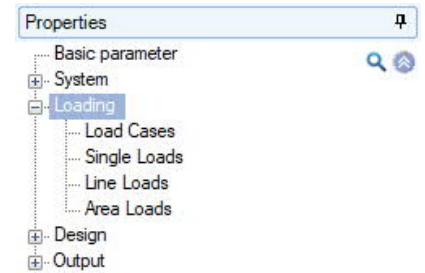 Properties
Basic parameter
System
Loading
Load Cases
Single Loads
Line Loads
Area Loads
Design
Output